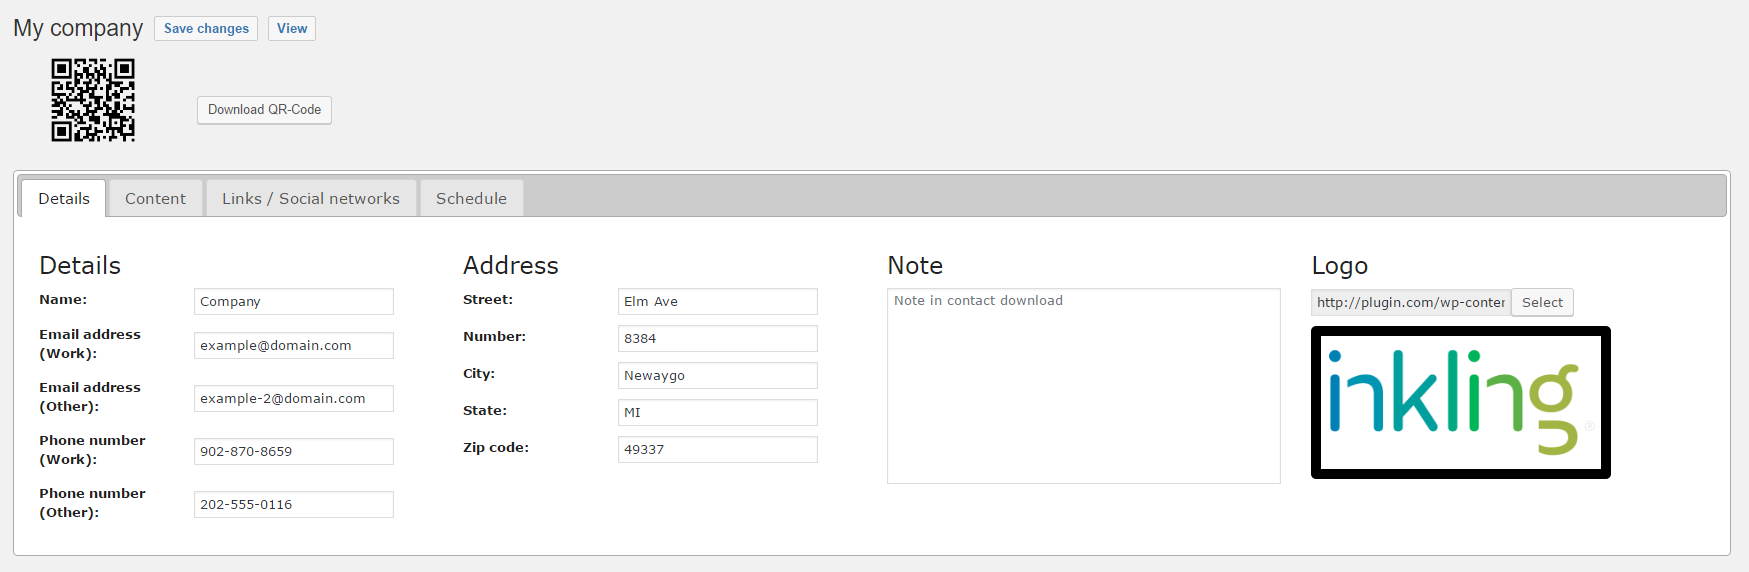 My company Save changes View
Download QR-Code
Details Content Links / Social networks Schedule
Details
Name: Company
Email address
(Work): example@domain.com
Email address
(Other): example-2@domain.com
Phone number
(Work): 902-870-8659
Phone number
(Other): 202-555-0116
Address
Street: Elm Ave
Number: 8384
City: Newaygo
State: MI
Zip code: 49337
Note
Note in contact download
Logo
http://plugin.com/wp-conter Select
inkling®